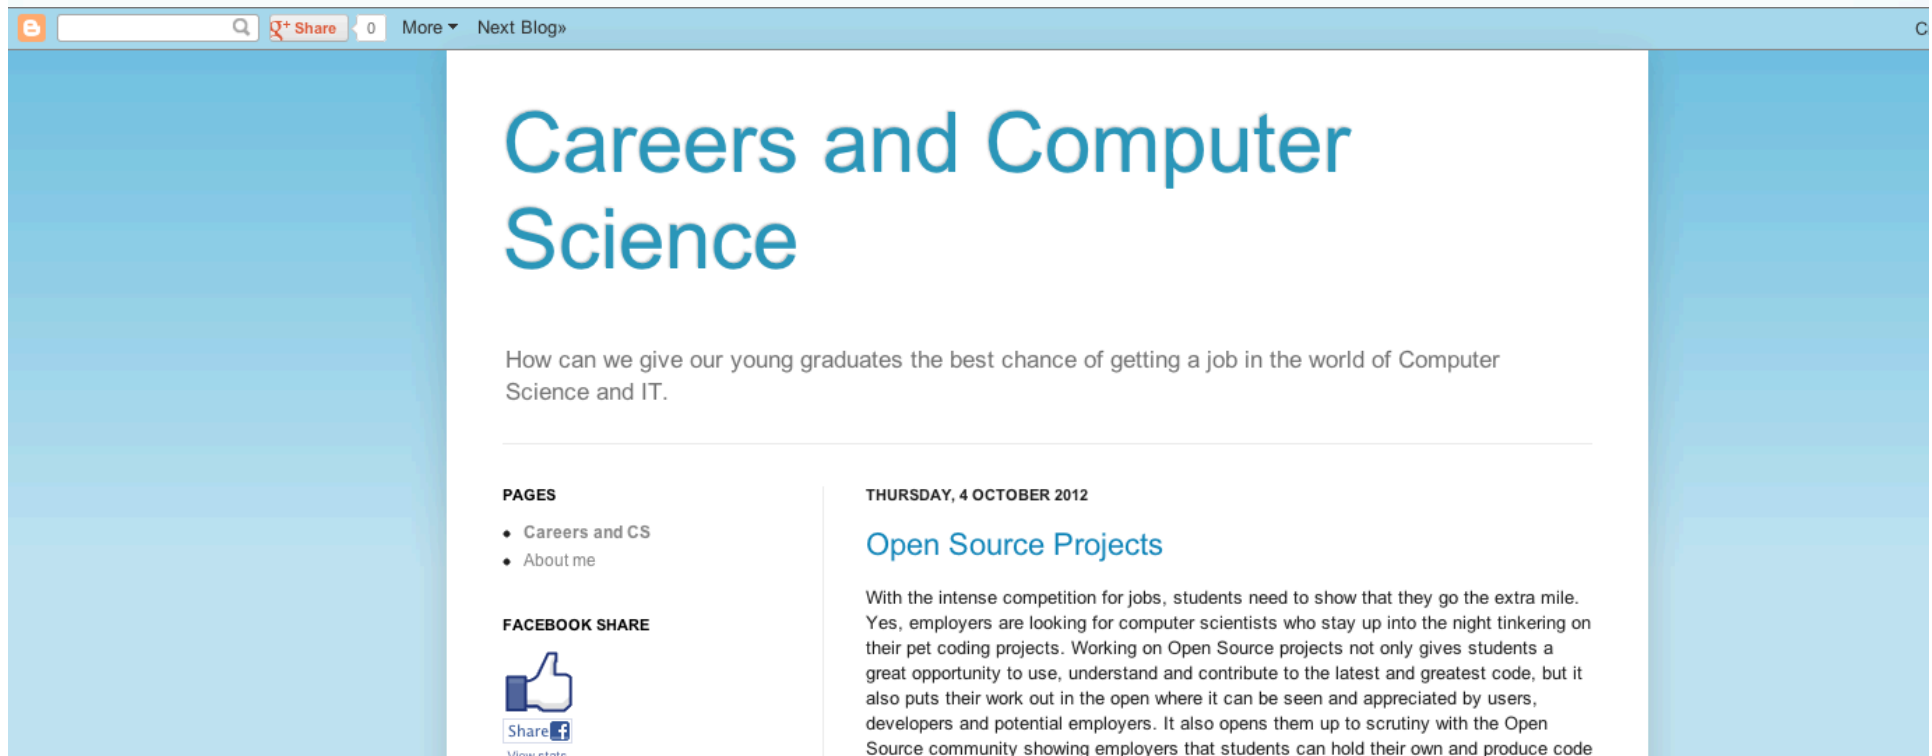 Share 0 More Next Blog»
Careers and Computer
Science
How can we give our young graduates the best chance of getting a job in the world of Computer
Science and IT.
PAGES
Careers and CS
About me
FACEBOOK SHARE
Share
View stats
THURSDAY, 4 OCTOBER 2012
Open Source Projects
With the intense competition for jobs, students need to show that they go the extra mile.
Yes, employers are looking for computer scientists who stay up into the night tinkering on
their pet coding projects. Working on Open Source projects not only gives students a
great opportunity to use, understand and contribute to the latest and greatest code, but it
also puts their work out in the open where it can be seen and appreciated by users,
developers and potential employers. It also opens them up to scrutiny with the Open
Source community showing employers that students can hold their own and produce code